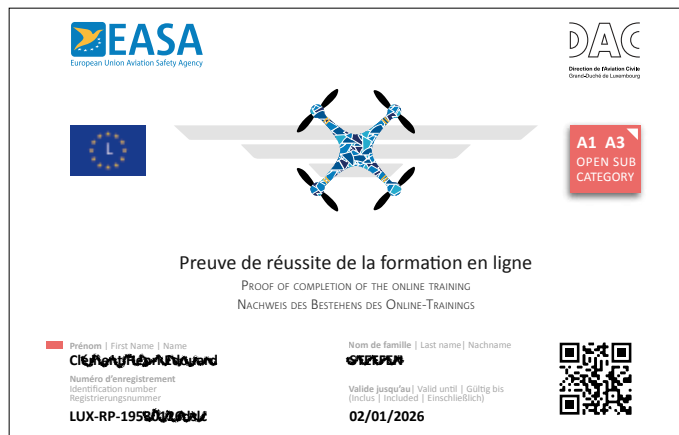 EASA
European Union Aviation Safety Agency
DAC
Direction de l'Aviation Civile
Grand-Duché de Luxembourg
L
A1 A3
OPEN SUB
CATEGORY
Preuve de réussite de la formation en ligne
Proof of completion of the online training
Nachweis des Bestehens des Online-Trainings
Prénom | First Name | Name
Nom de famille | Last name| Nachname
Numéro d'enregistrement
Identification number
Registrierungsnummer
Valide jusqu'au| Valid until | Gültig bis
(Inclus | Included | Einschließlich)
02/01/2026